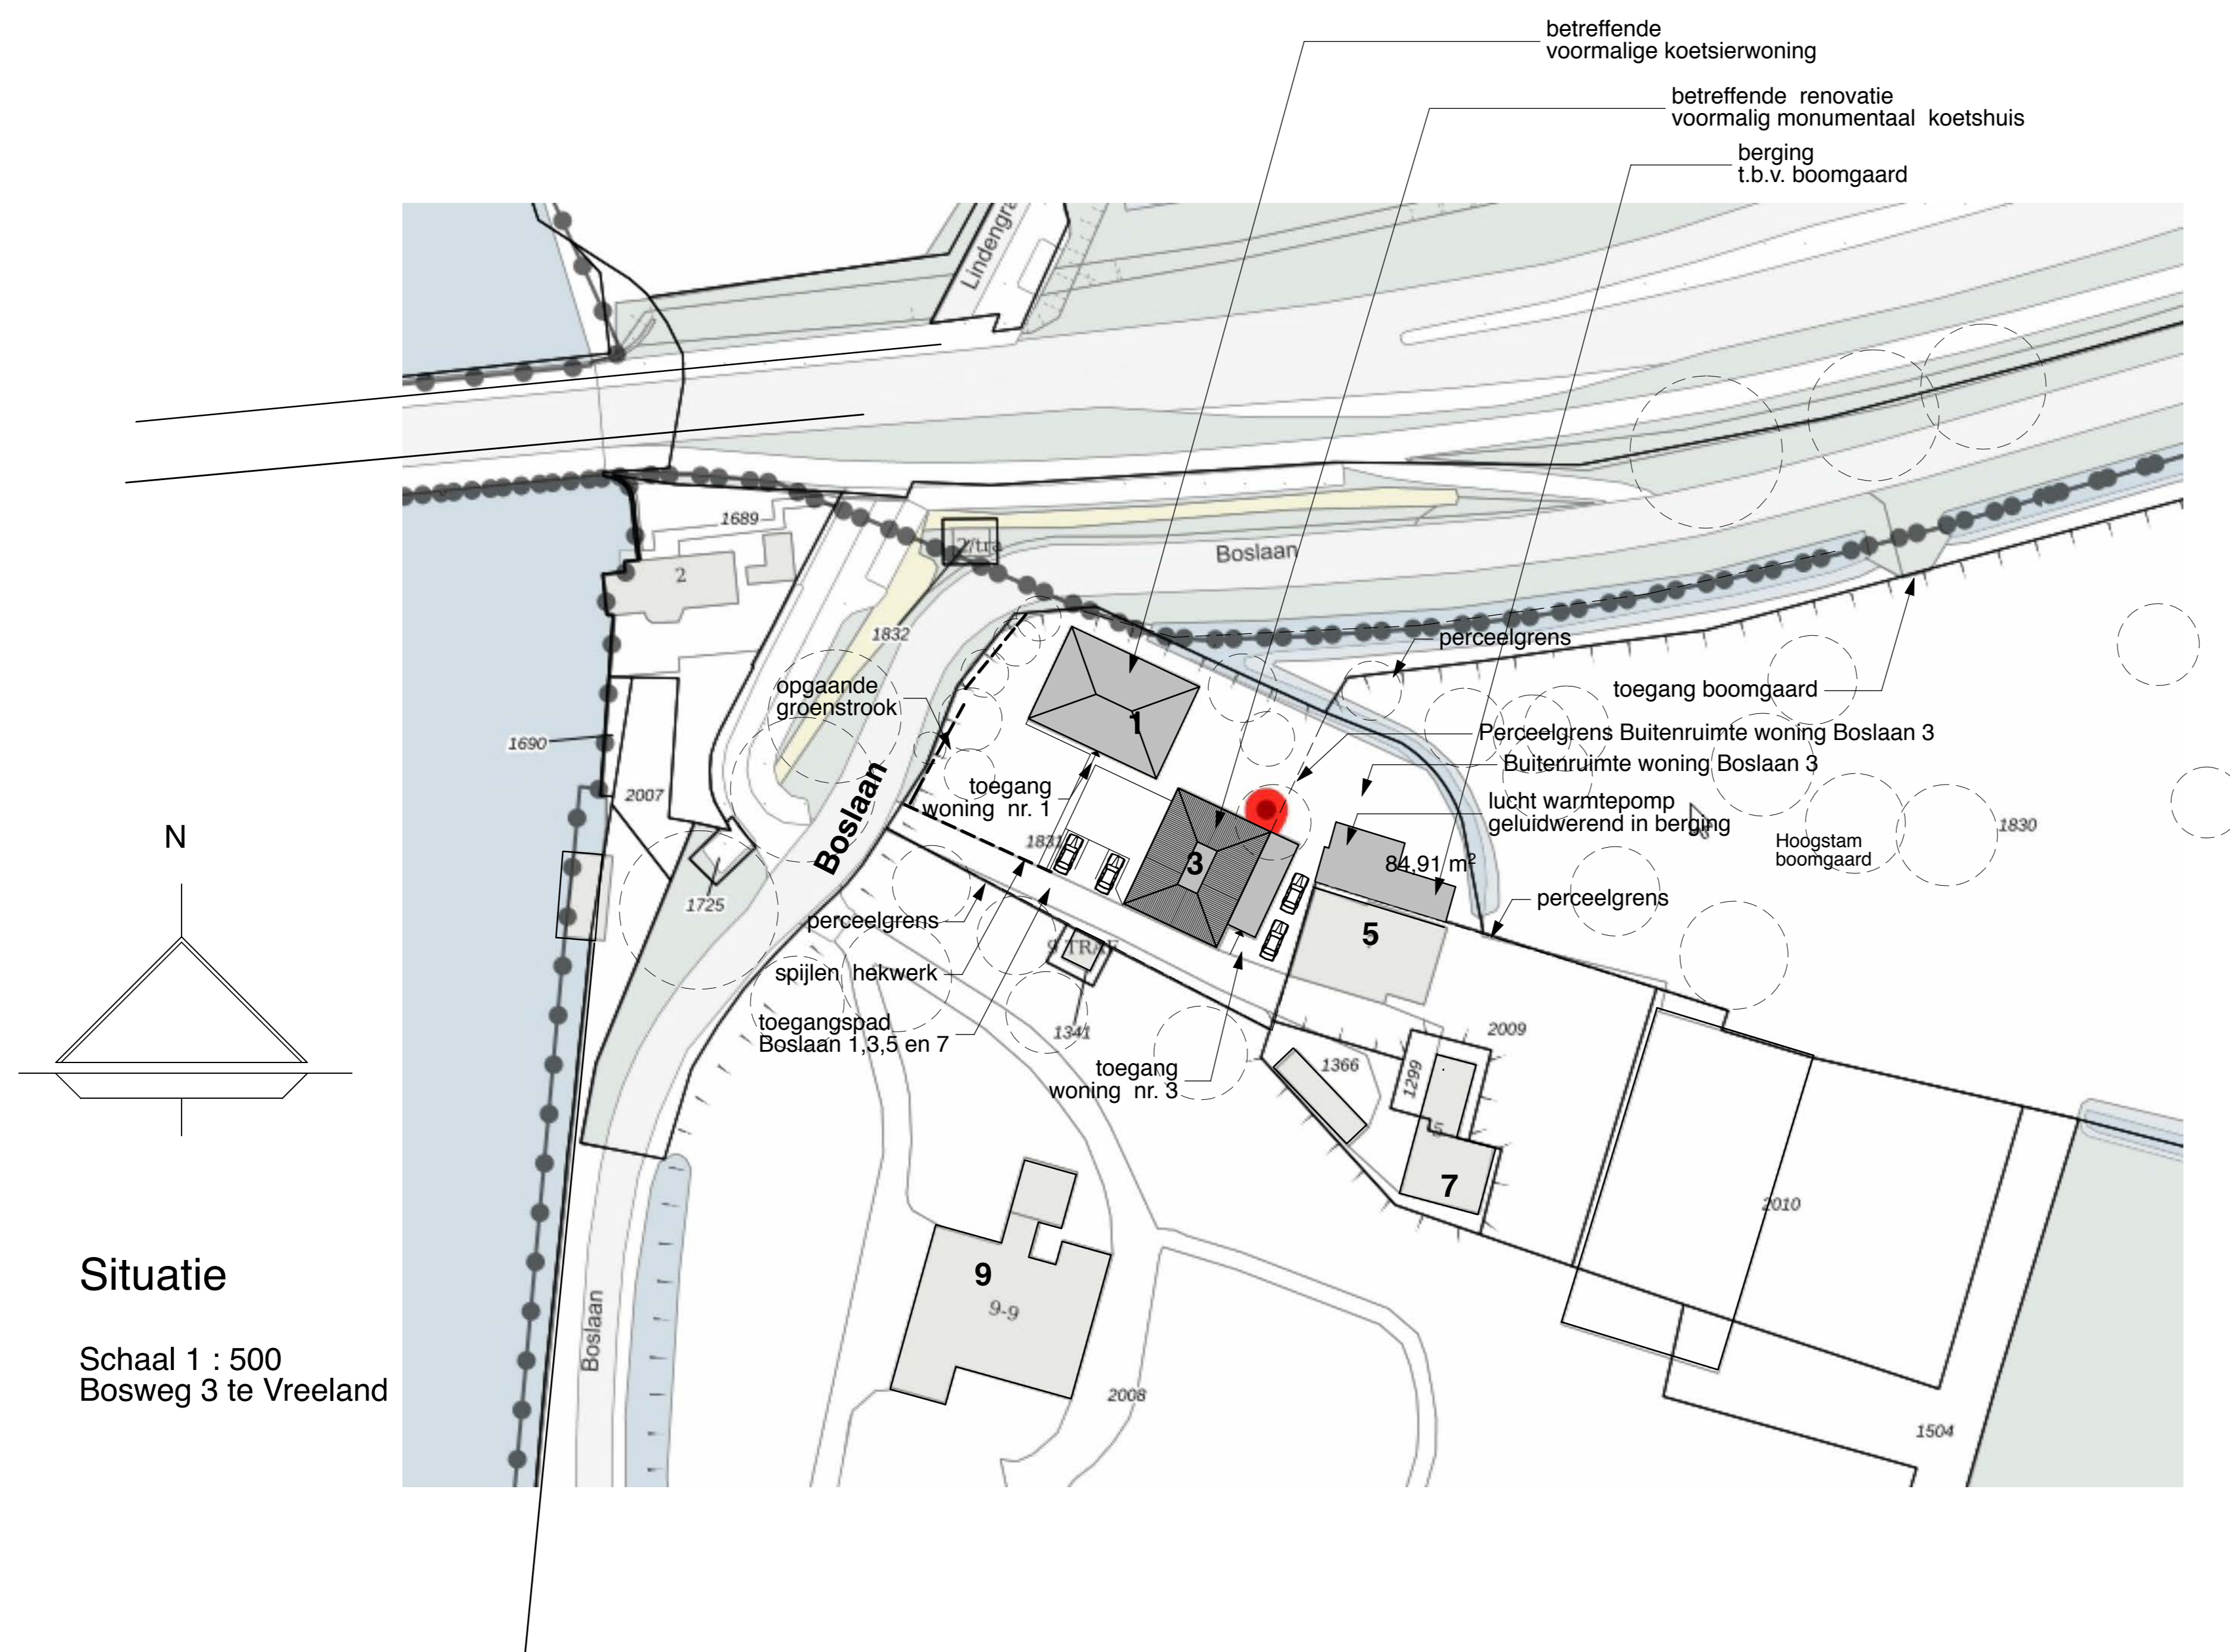 betreffende
voormalige koetsierwoning
betreffende renovatie
voormalig monumentaal koetshuis
berging
t.b.v. boomgaard
1689
2
Boslaan
1832
perceelgrens
opgaande
groenstrook
1
toegang boomgaard
1690
Perceelgrens Buitenruimte woning Boslaan 3
Buitenruimte woning Boslaan 3
2007
toegang
woning nr. 1
lucht warmtepomp
geluidwerend in berging
Boslaan
1831
3
84,91 m²
Hoogstam
boomgaard
1830
N
1725
perceelgrens
perceelgrens
5
9 TRAF
spijlen hekwerk
toegangspad
Boslaan 1,3,5 en 7
1341
2009
toegang
woning nr. 3
1366
1299
5
7
2010
9
9-9
Situatie
Boslaan
Schaal 1 : 500
Bosweg 3 te Vreeland
2008
1504